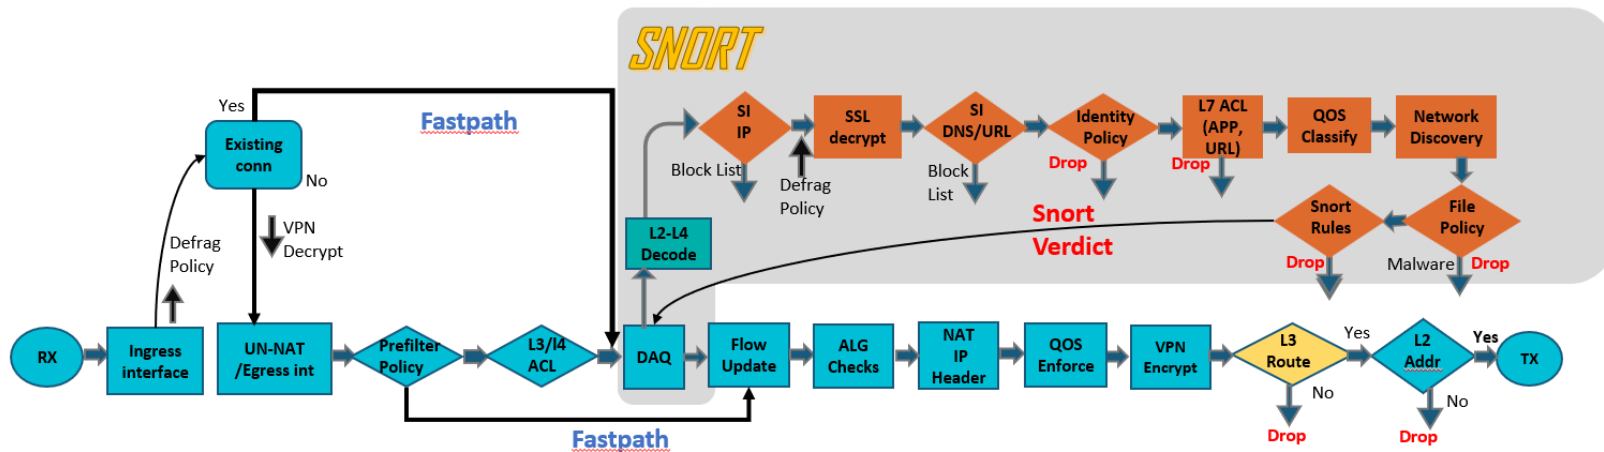 SNORT
Yes
Fastpath
Existing
conn
No
VPN
Decrypt
Defrag
Policy
SI
IP
Block List
SSL
decrypt
Defrag
Policy
SI
DNS/URL
Block
List
Identity
Policy
Drop
L7 ACL
(APP,
URL)
Drop
QOS
Classify
Network
Discovery
File
Policy
Malware
Drop
Snort
Rules
Drop
Snort
Verdict
L2-L4
Decode
RX
Ingress
interface
UN-NAT
/Egress int
Prefilter
Policy
L3/l4
ACL
DAQ
Flow
Update
ALG
Checks
NAT
IP
Header
QOS
Enforce
VPN
Encrypt
L3
Route
Yes
No
Drop
L2
Addr
Yes
No
Drop
TX
Fastpath